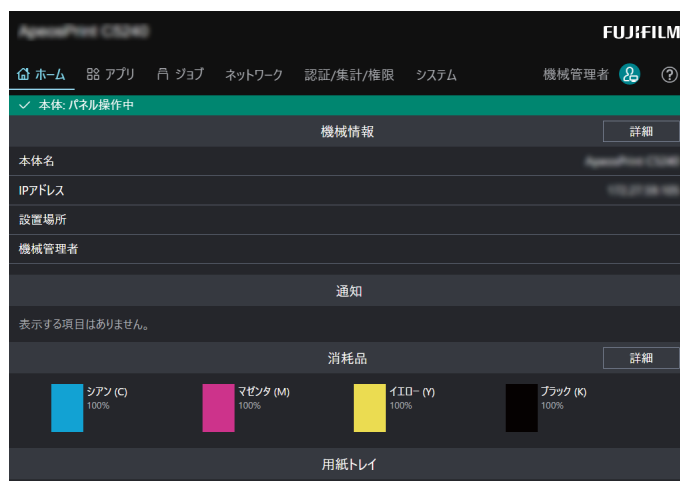 FUJIFILM
ホーム アプリ ジョブ ネットワーク 認証/集計/権限 システム 機械管理者 ?
本体: パネル操作中
機械情報 詳細
本体名
IPアドレス
設置場所
機械管理者
通知
表示する項目はありません。
消耗品 詳細
シアン (C) マゼンタ (M) イエロー (Y) ブラック (K)
100% 100% 100% 100%
用紙トレイ